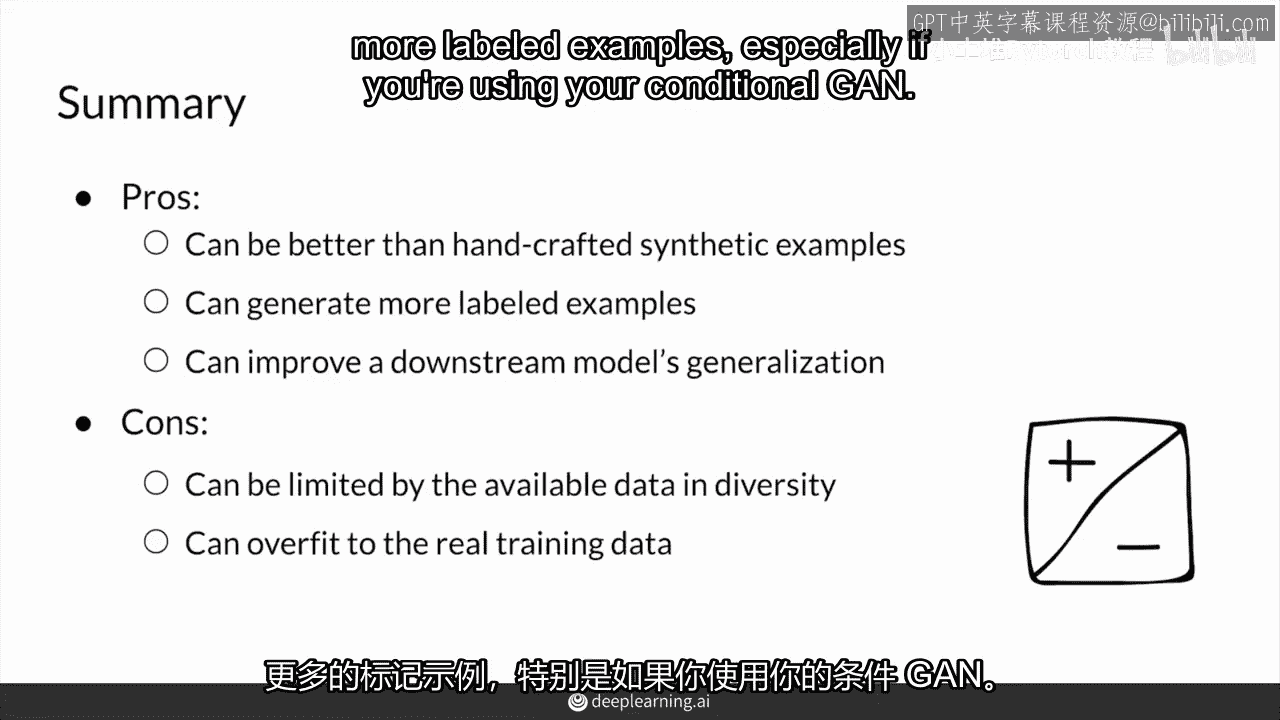 GPT中英字幕课程资源@bilibili.com
more labeled examples, especially if
you're using your conditional GAN.
Summary
● Pros:
○ Can be better than hand-crafted synthetic examples
○ Can generate more labeled examples
○ Can improve a downstream model's generalization
● Cons:
○ Can be limited by the available data in diversity
○ Can overfit to the real training data
更多的标记示例，特别是如果你使用你的条件 GAN。
deeplearning.ai